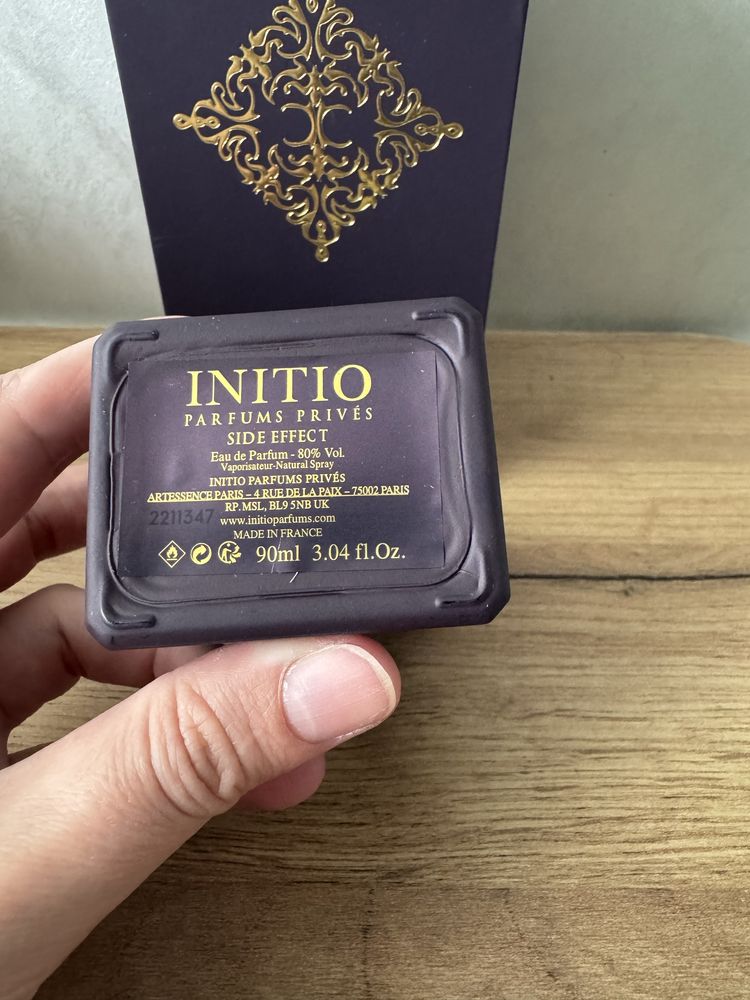 INITIO
PARFUMS PRIVÉS
SIDE EFFECT
Eau de Parfum - 80% Vol.
Vaporisateur-Natural Spray
INITIO PARFUMS PRIVÉS
ARTESSENCE PARIS – 4 RUE DE LA PAIX – 75002 PARIS
RP. MSL, BL9 5NB UK
2211347 www.initioparfums.com
MADE IN FRANCE
90ml 3.04 fl.Oz.